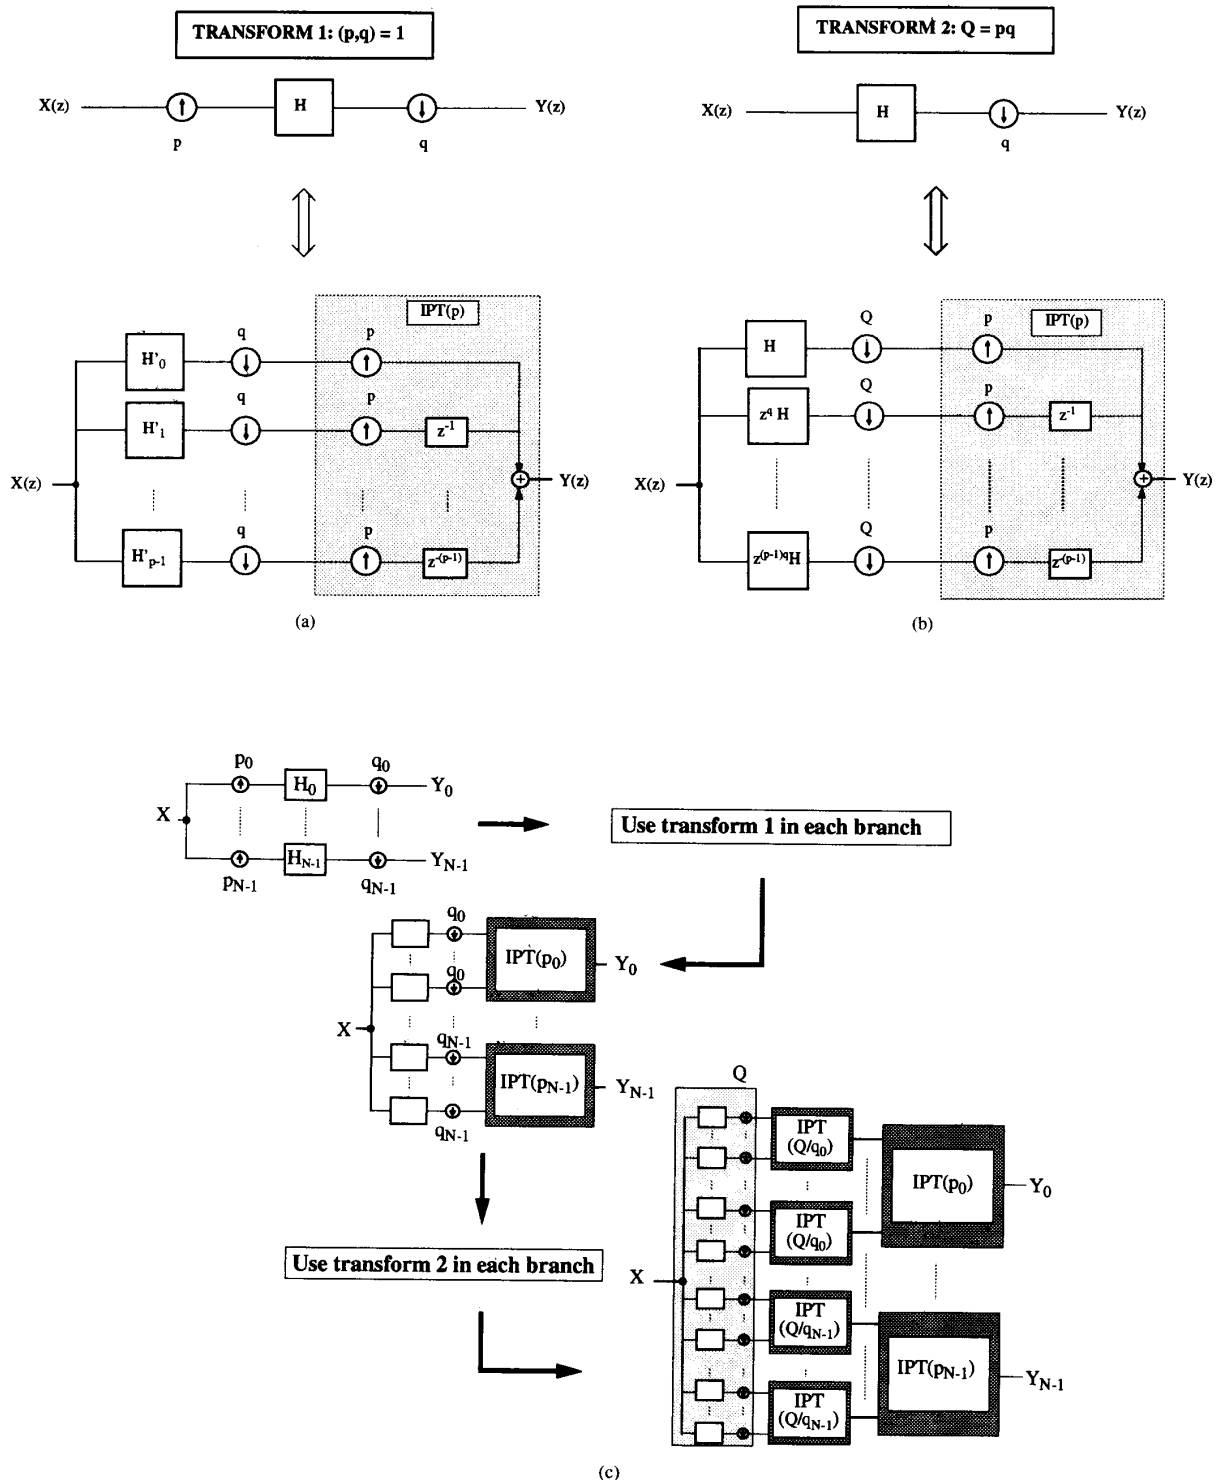 TRANSFORM 1: (p,q) = 1
X(z)
p
H
q
Y(z)
IPT(p)
H'0
q
p
H'1
q
p
z^-1
X(z)
Y(z)
H'p-1
q
p
z^-(p-1)
(a)
TRANSFORM 2: Q = pq
X(z)
H
q
Y(z)
IPT(p)
H
Q
p
z^q H
Q
p
z^-1
X(z)
Y(z)
z^(p-1)q H
Q
p
z^-(p-1)
(b)
p0
H0
q0
Y0
X
HN-1
YN-1
pN-1
qN-1
Use transform 1 in each branch
q0
IPT(p0)
Y0
q0
X
qN-1
IPT(pN-1)
YN-1
qN-1
Use transform 2 in each branch
Q
IPT
(Q/q0)
IPT(p0)
Y0
IPT
(Q/q0)
X
IPT
(Q/qN-1)
IPT(pN-1)
YN-1
IPT
(Q/qN-1)
(c)